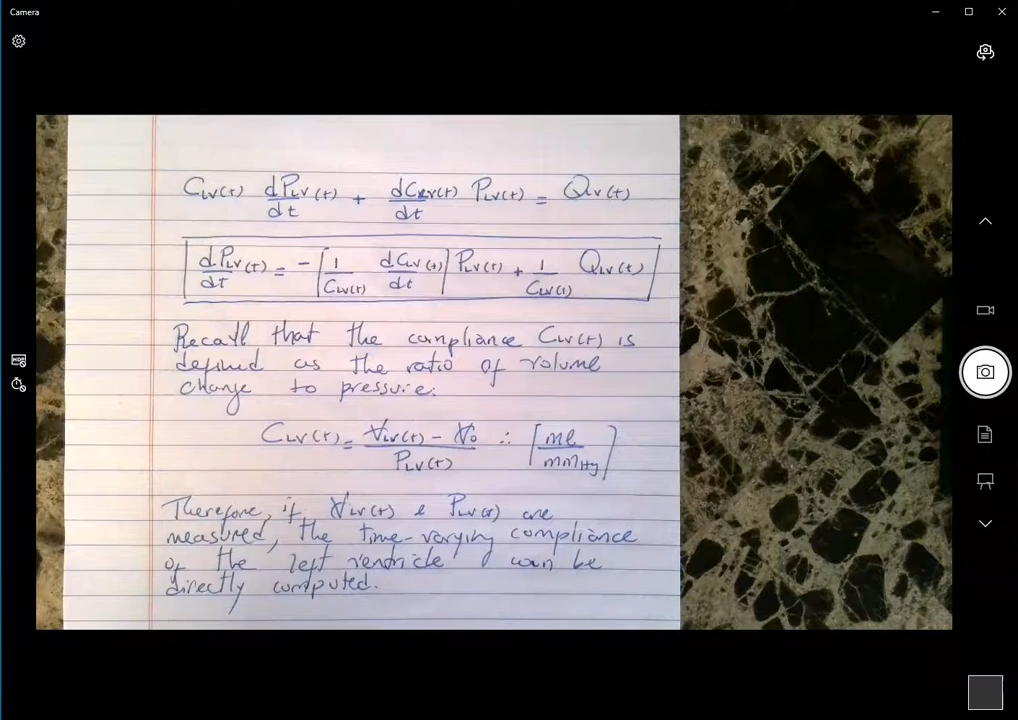 Camera
C_LV(t) dP_LV(t)/dt + dC_LV(t)/dt P_LV(t) = Q_LV(t)
dP_LV(t)/dt = - [1/C_LV(t) dC_LV(t)/dt] P_LV(t) + 1/C_LV(t) Q_LV(t)
Recall that the compliance C_LV(t) is
defined as the ratio of volume
change to pressure:
C_LV(t) = V_LV(t) - V_0 / P_LV(t) ∴ [ml/mmHg]
Therefore, if V_LV(t) & P_LV(t) are
measured, the time-varying compliance
of the left ventricle can be
directly computed.